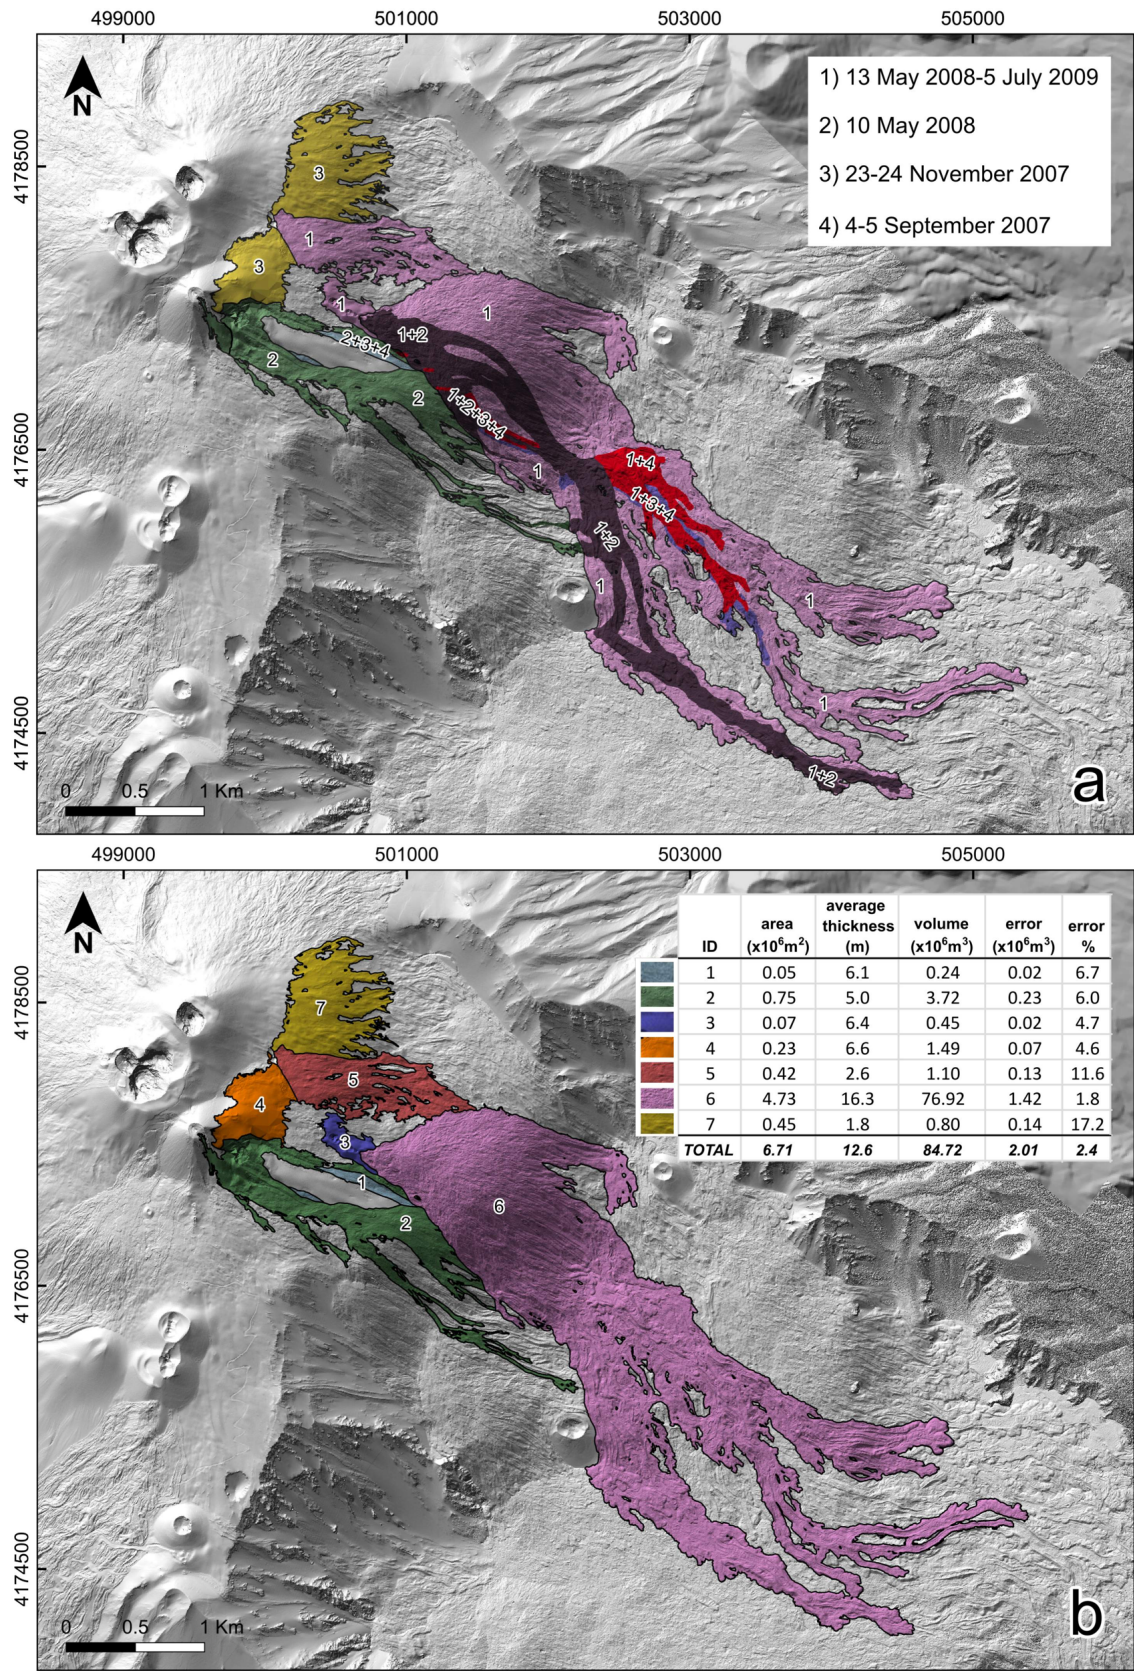 499000 501000 503000 505000
N
1) 13 May 2008-5 July 2009
2) 10 May 2008
3) 23-24 November 2007
4) 4-5 September 2007
4178500
4176500
4174500
3
1
3
1
1
1+2
2+3+4
2
2
1+2+3+4
1
1+4
1+3+4
1+2
1
1
1
1+2
0 0.5 1 Km
a
499000 501000 503000 505000
N
ID area (x10⁶m²) average thickness (m) volume (x10⁶m³) error (x10⁶m³) error %
1 0.05 6.1 0.24 0.02 6.7
2 0.75 5.0 3.72 0.23 6.0
3 0.07 6.4 0.45 0.02 4.7
4 0.23 6.6 1.49 0.07 4.6
5 0.42 2.6 1.10 0.13 11.6
6 4.73 16.3 76.92 1.42 1.8
7 0.45 1.8 0.80 0.14 17.2
TOTAL 6.71 12.6 84.72 2.01 2.4
4178500
4176500
4174500
7
5
4
3
1
6
2
0 0.5 1 Km
b